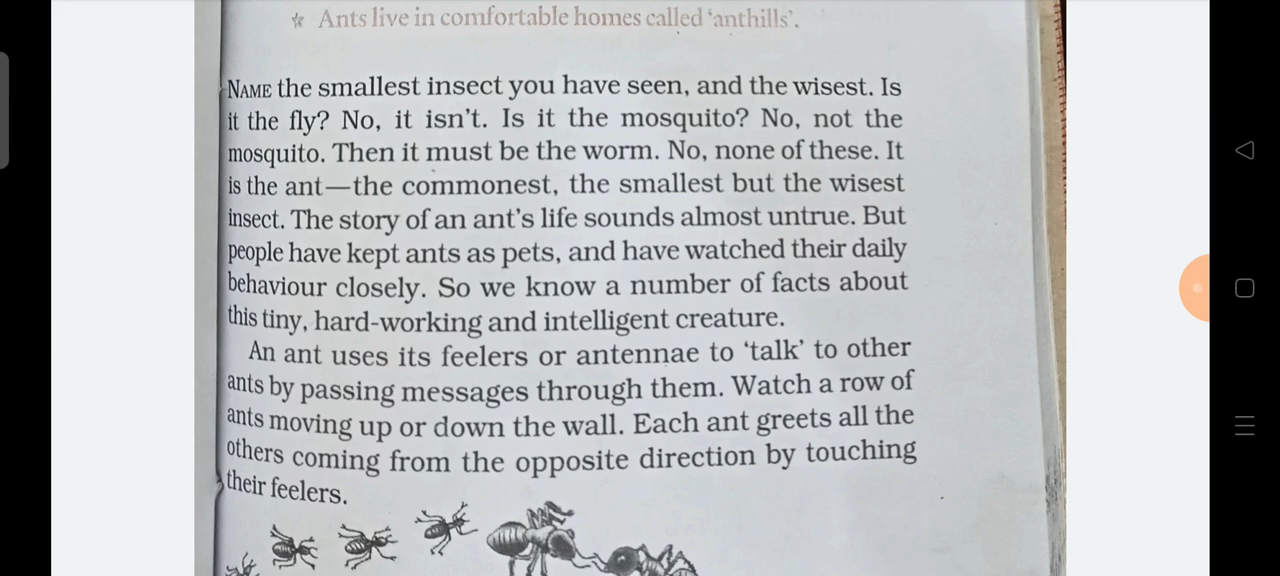 ☆ Ants live in comfortable homes called ‘anthills’.
NAME the smallest insect you have seen, and the wisest. Is
it the fly? No, it isn’t. Is it the mosquito? No, not the
mosquito. Then it must be the worm. No, none of these. It
is the ant—the commonest, the smallest but the wisest
insect. The story of an ant’s life sounds almost untrue. But
people have kept ants as pets, and have watched their daily
behaviour closely. So we know a number of facts about
this tiny, hard-working and intelligent creature.
An ant uses its feelers or antennae to ‘talk’ to other
ants by passing messages through them. Watch a row of
ants moving up or down the wall. Each ant greets all the
others coming from the opposite direction by touching
their feelers.